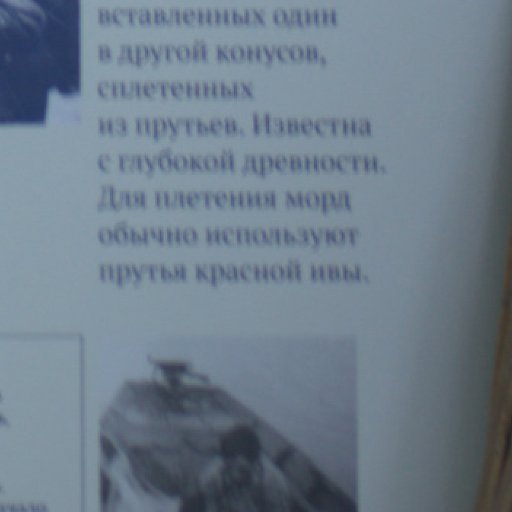 вставленных один
в другой конусов,
сплетенных
из прутьев. Известна
с глубокой древности.
Для плетения морд
обычно используют
прутья красной ивы.